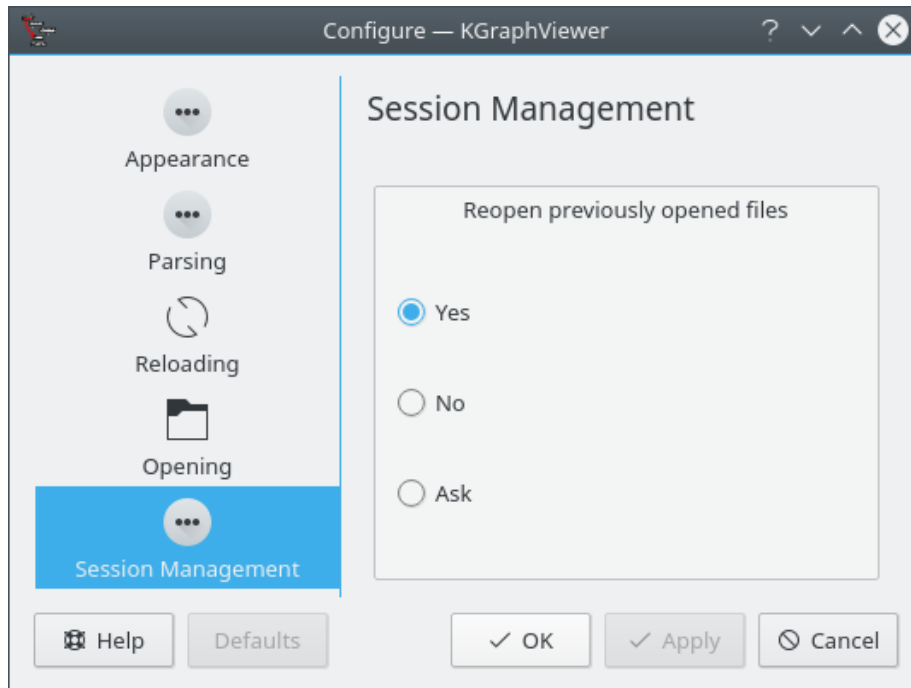 Configure — KGraphViewer
Appearance
Parsing
Reloading
Opening
Session Management
Session Management
Reopen previously opened files
Yes
No
Ask
Help
Defaults
OK
Apply
Cancel